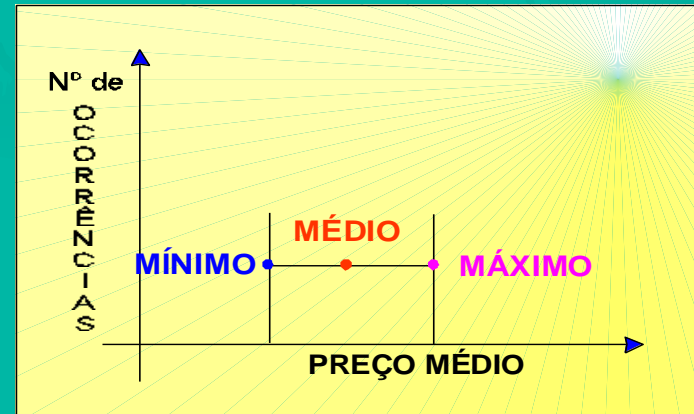 Nº de
OCORRÊNCIAS
MÉDIO
MÍNIMO
MÁXIMO
PREÇO MÉDIO